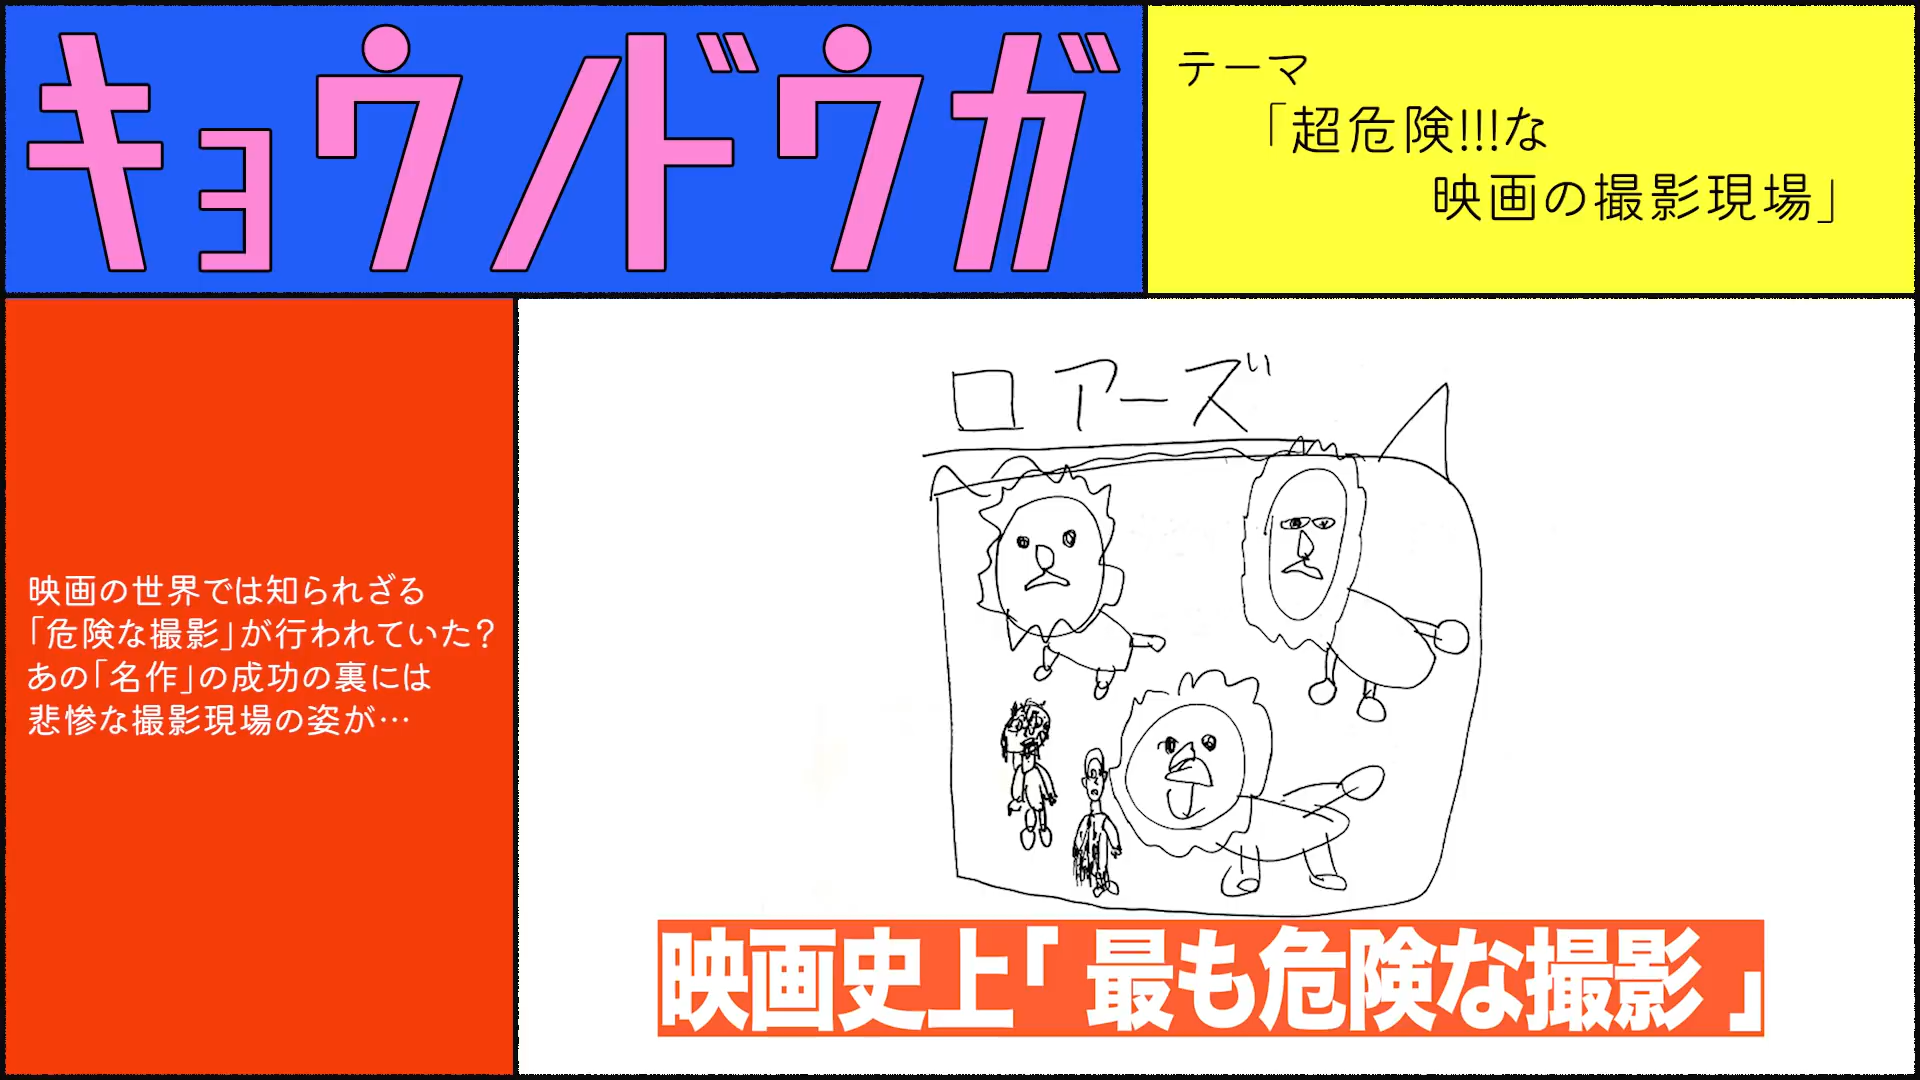 キョウノドウガ
テーマ
「超危険!!!な
映画の撮影現場」
映画の世界では知られざる
「危険な撮影」が行われていた?
あの「名作」の成功の裏には
悲惨な撮影現場の姿が…
ロアーズ
映画史上「最も危険な撮影」